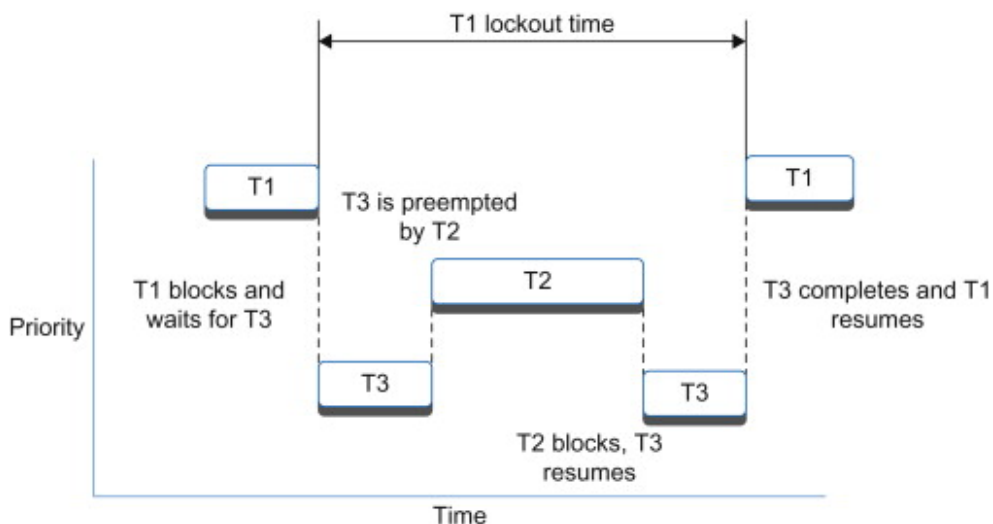 T1 lockout time
T1
T1
T3 is preempted
by T2
T2
T1 blocks and
waits for T3
T3 completes and T1
resumes
Priority
T3
T3
T2 blocks, T3
resumes
Time